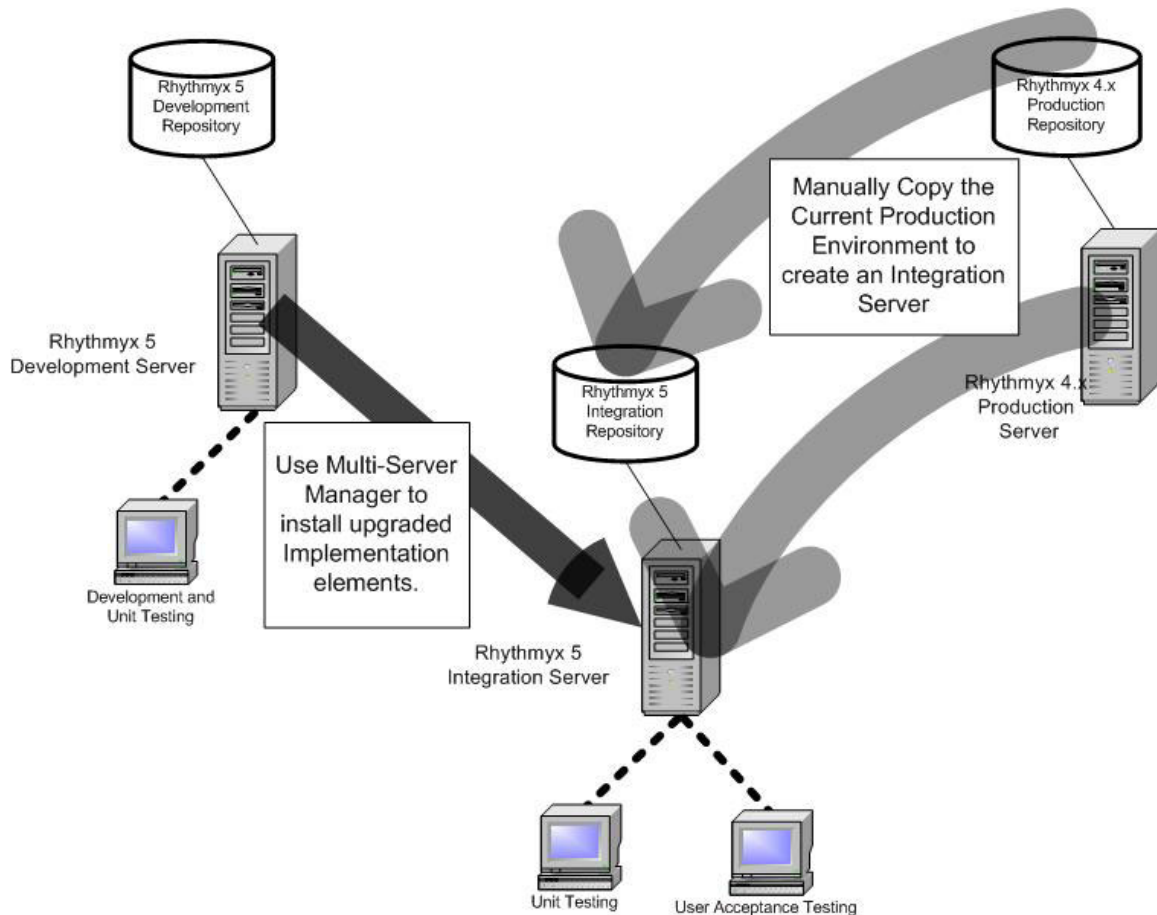 Rhythmyx 5
Development
Repository
Rhythmyx 4.x
Production
Repository
Manually Copy the
Current Production
Environment to
create an Integration
Server
Rhythmyx 5
Development Server
Rhythmyx 5
Integration
Repository
Rhythmyx 4.x
Production
Server
Use Multi-Server
Manager to
install upgraded
Implementation
elements.
Development and
Unit Testing
Rhythmyx 5
Integration Server
Unit Testing
User Acceptance Testing